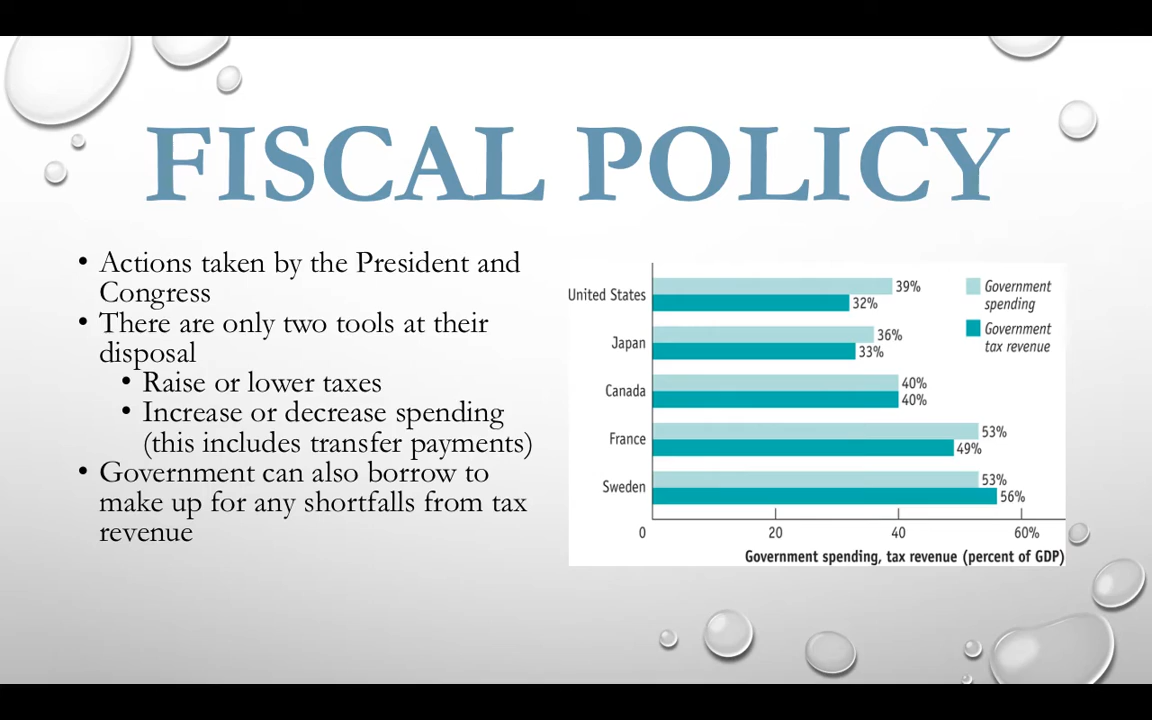 FISCAL POLICY
• Actions taken by the President and
Congress
• There are only two tools at their
disposal
• Raise or lower taxes
• Increase or decrease spending
(this includes transfer payments)
• Government can also borrow to
make up for any shortfalls from tax
revenue
United States
39%
32%
Japan
36%
33%
Canada
40%
40%
France
53%
49%
Sweden
53%
56%
Government
spending
Government
tax revenue
0 20 40 60%
Government spending, tax revenue (percent of GDP)